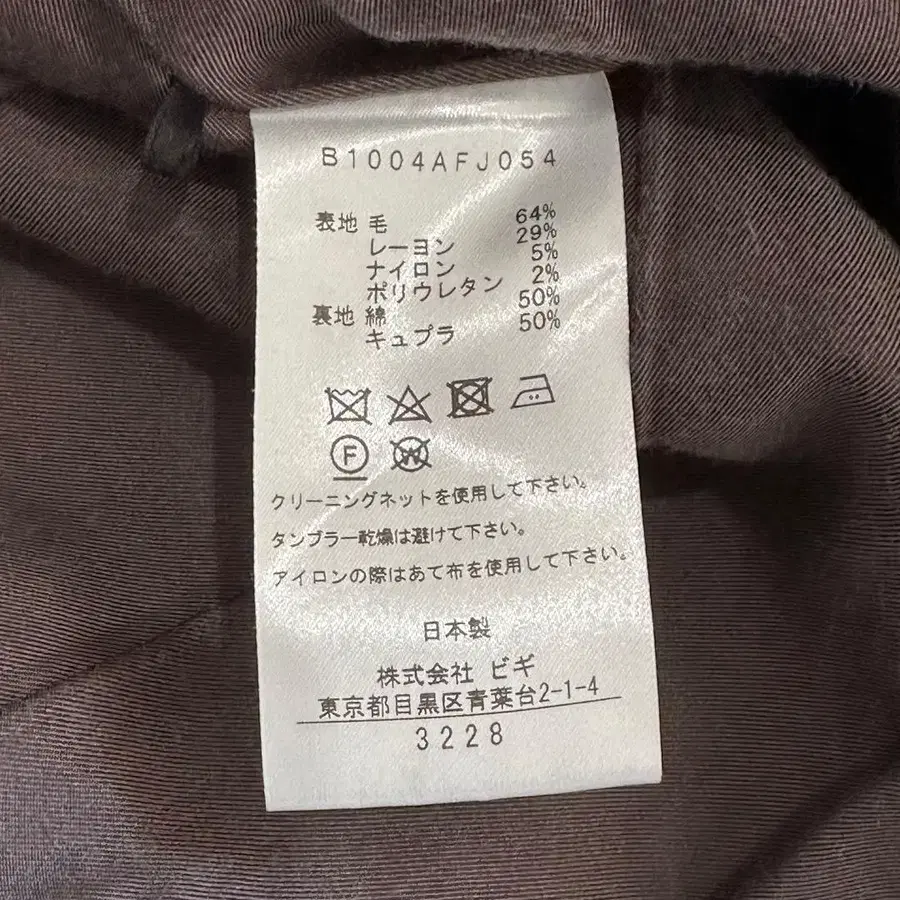 B1004AFJ054
表地 毛 64%
レーヨン 29%
ナイロン 5%
ポリウレタン 2%
裏地 綿 50%
キュプラ 50%
F W
クリーニングネットを使用して下さい。
タンブラー乾燥は避けて下さい。
アイロンの際はあて布を使用して下さい。
日本製
株式会社 ビギ
東京都目黒区青葉台2-1-4
3228